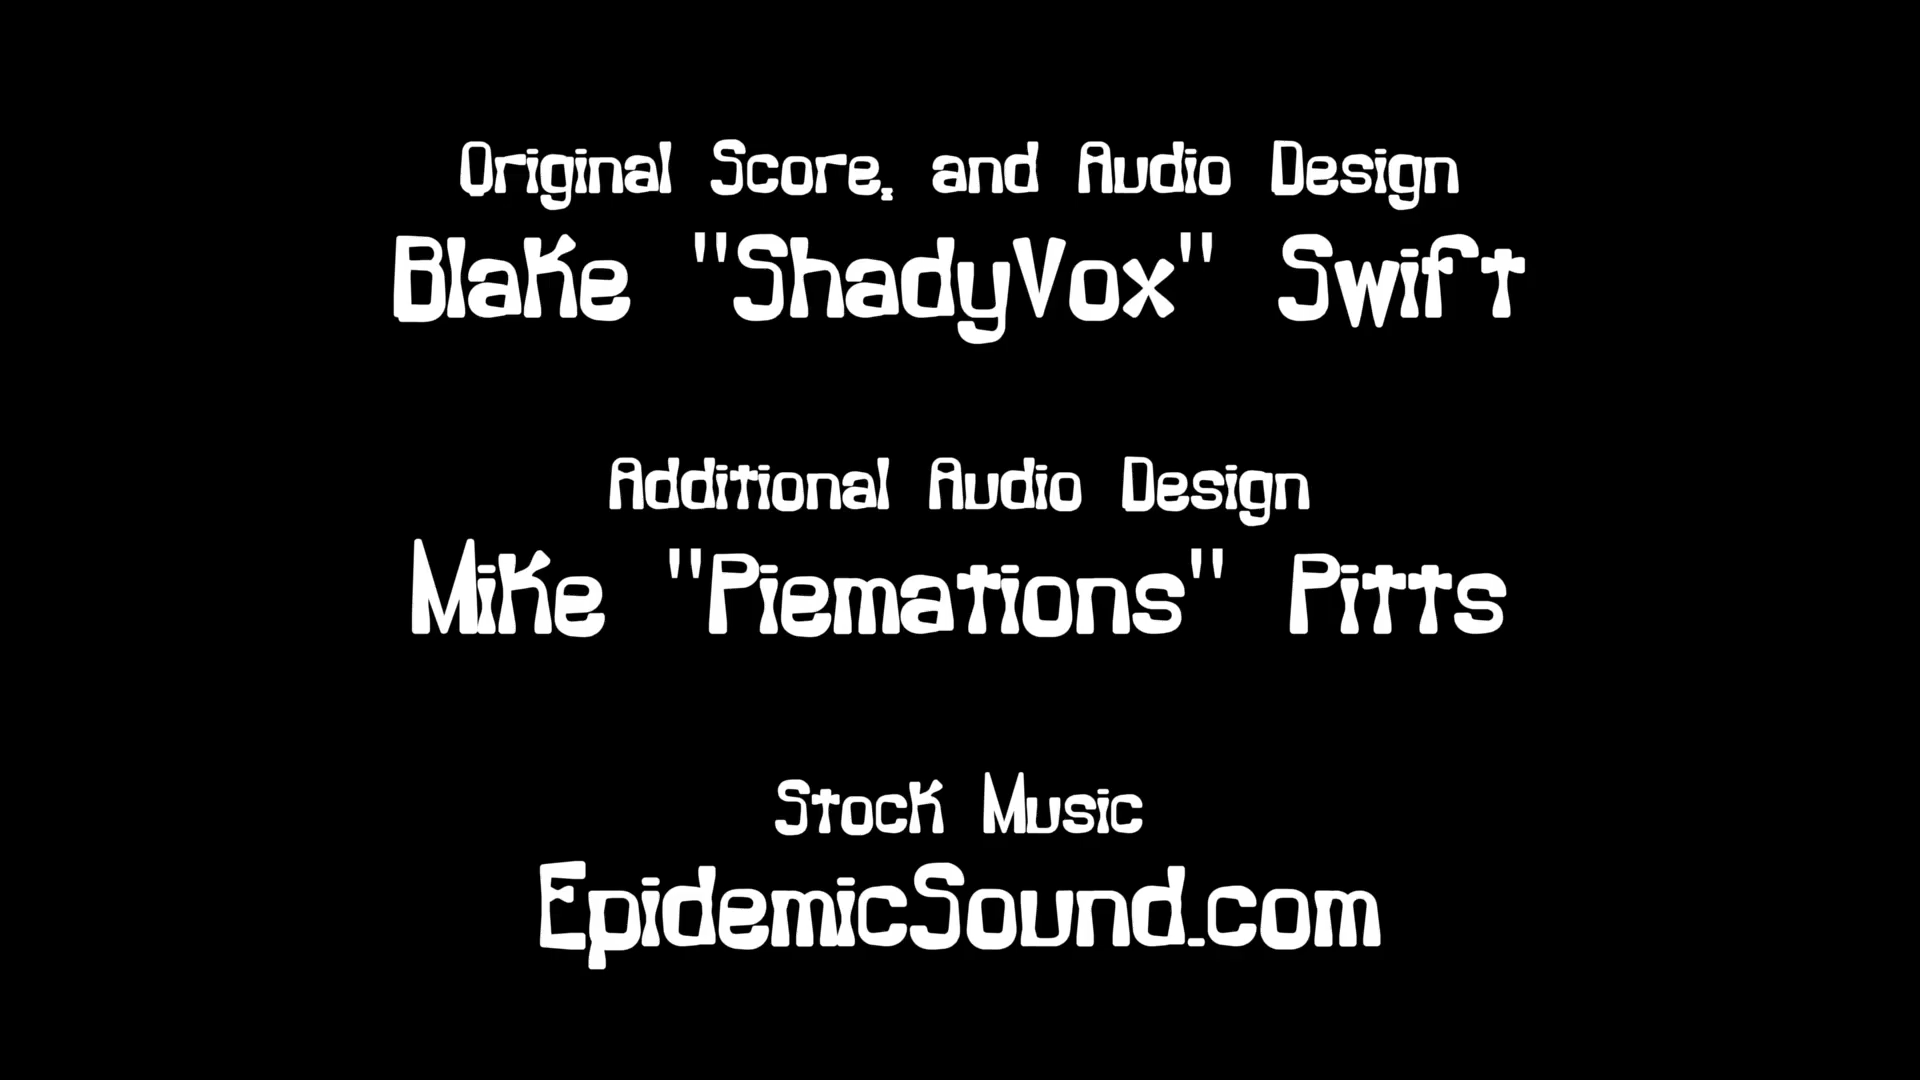 Original Score, and Audio Design
Blake "ShadyVox" Swift
Additional Audio Design
Mike "Piemations" Pitts
Stock Music
EpidemicSound.com